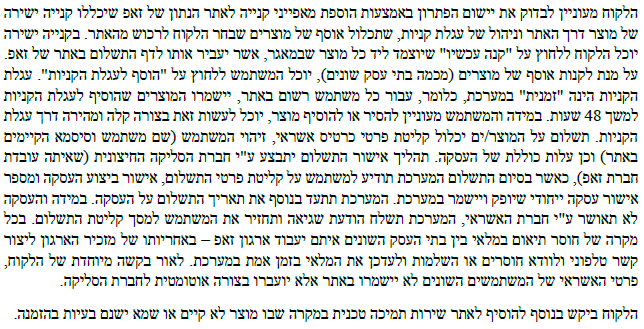 הלקוח מעוניין לבדוק את יישום הפתרון באמצעות הוספת מאפייני קנייה לאתר הנתון של זאפ שיכללו קנייה ישירה
של מוצר דרך האתר וניהול של עגלת קניות, שתכלול אוסף של מוצרים שבחר הלקוח לרכוש מהאתר. בקנייה ישירה
יוכל הלקוח ללחוץ על "קנה עכשיו" שיוצמד ליד כל מוצר שבמאגר, אשר יעביר אותו לדף התשלום באתר של זאפ.
על מנת לקנות אוסף של מוצרים (מכמה בתי עסק שונים), יוכל המשתמש ללחוץ על "הוסף לעגלת הקניות". עגלת
הקניות הינה "זמנית" במערכת, כלומר, עבור כל משתמש רשום באתר, יישמרו המוצרים שהוסיף לעגלת הקניות
למשך 48 שעות. במידה והמשתמש מעוניין להסיר או להוסיף מוצר, יוכל לעשות זאת בצורה קלה ומהירה דרך עגלת
הקניות. תשלום על המוצר/ים יכלול קליטת פרטי כרטיס אשראי, זיהוי המשתמש (שם משתמש וסיסמא הקיימים
באתר) וכן עלות כוללת של העסקה. תהליך אישור התשלום יתבצע ע"י חברת הסליקה החיצונית (שאיתה עובדת
חברת זאפ), כאשר בסיום התשלום המערכת תודיע למשתמש על קליטת פרטי התשלום, אישור ביצוע העסקה ומספר
אישור עסקה ייחודי שיופק ויישמר במערכת. המערכת תתעד בנוסף את תאריך התשלום על העסקה. במידה והעסקה
לא תאושר ע"י חברת האשראי, המערכת תשלח הודעת שגיאה ותחזיר את המשתמש למסך קליטת התשלום. בכל
מקרה של חוסר תיאום במלאי בין בתי העסק השונים איתם יעבוד ארגון זאפ – באחריותו של מזכיר הארגון ליצור
קשר טלפוני ולוודא חוסרים או השלמות ולעדכן את המלאי בזמן אמת במערכת. לאור בקשה מיוחדת של הלקוח,
פרטי האשראי של המשתמשים השונים לא יישמרו באתר אלא יועברו בצורה אוטומטית לחברת הסליקה.
הלקוח ביקש בנוסף להוסיף לאתר שירות תמיכה טכנית במקרה שבו מוצר לא קיים או שמא ישנם בעיות בהזמנה.